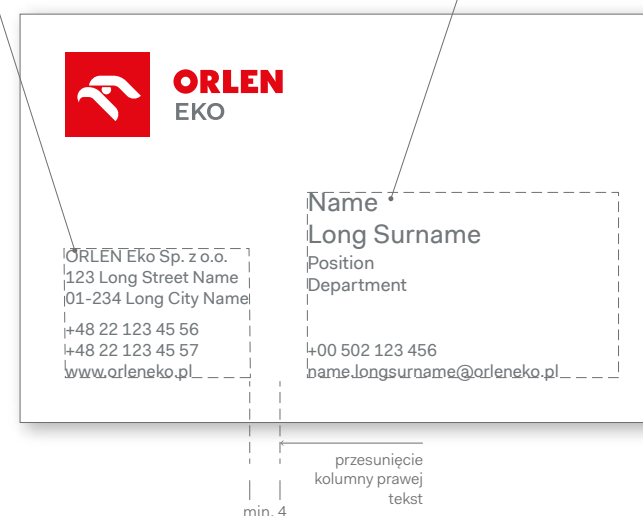 ORLEN
EKO
ORLEN Eko Sp. z o.o.
123 Long Street Name
01-234 Long City Name
+48 22 123 45 56
+48 22 123 45 57
www.orleneko.pl
Name
Long Surname
Position
Department
+00 502 123 456
name.longsurname@orleneko.pl
przesunięcie
kolumny prawej
tekst
min. 4